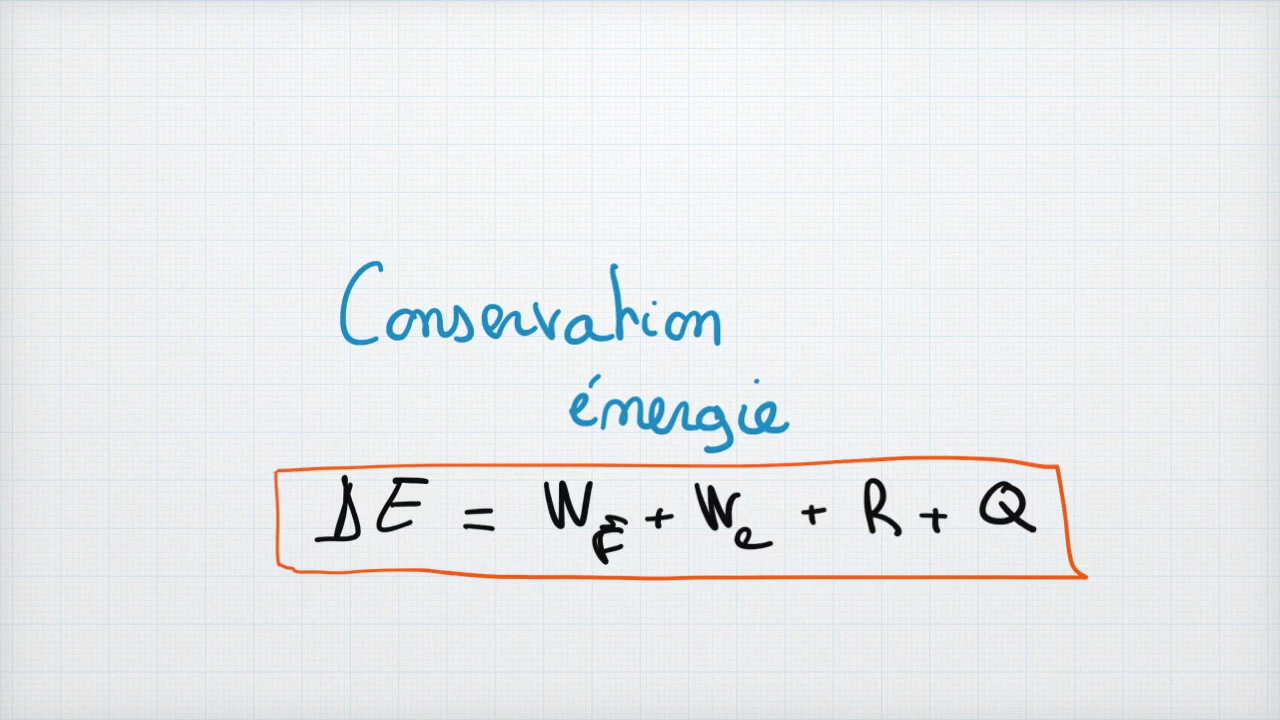 Conservation
énergie
ΔE = W_F + W_e + R + Q